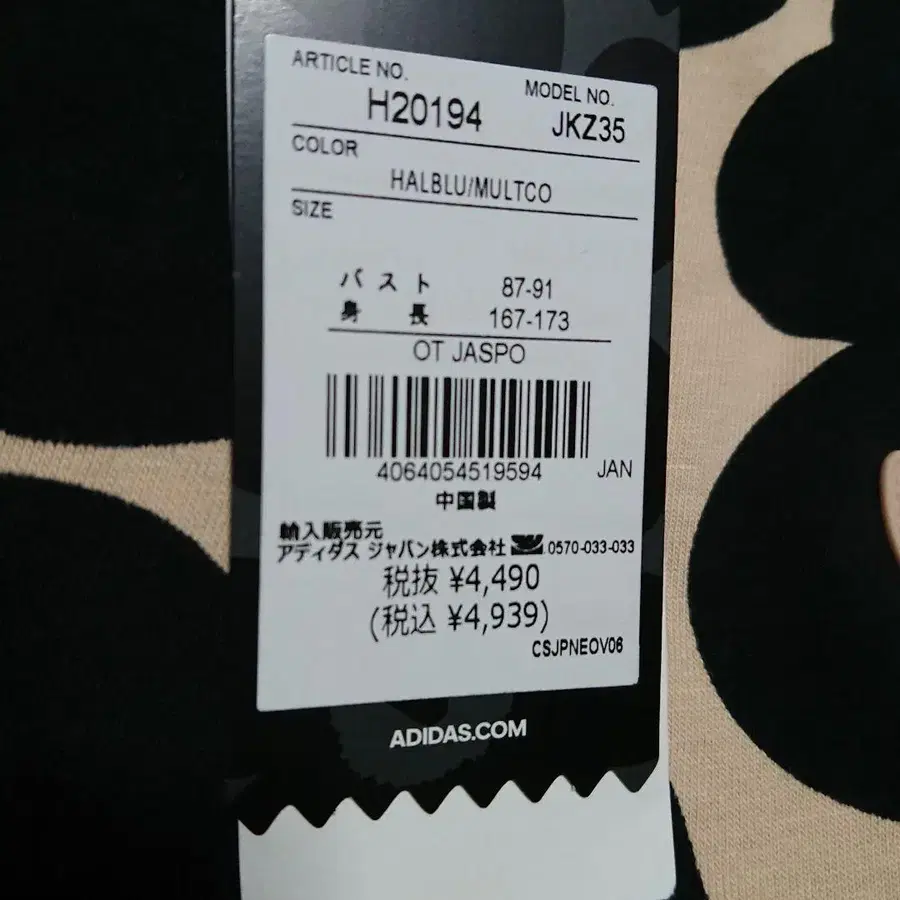 ARTICLE NO.
MODEL NO.
H20194
JKZ35
COLOR
HALBLU/MULTCO
SIZE
バスト 87-91
身長 167-173
OT JASPO
4064054519594 JAN
中国製
輸入販売元
アディダス ジャパン株式会社 0570-033-033
税抜 ¥4,490
(税込 ¥4,939)
CSJPNEOV06
ADIDAS.COM